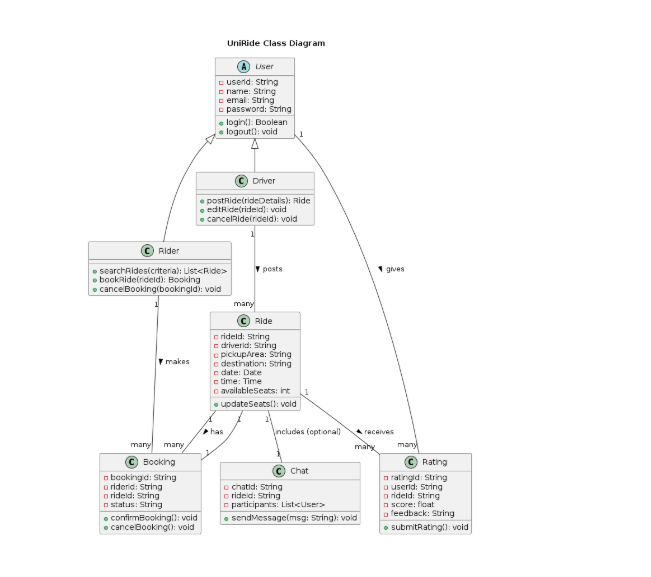 UniRide Class Diagram
A User
userId: String
name: String
email: String
password: String
login(): Boolean
logout(): void
1
C Driver
postRide(rideDetails): Ride
editRide(rideId): void
cancelRide(rideId): void
1
C Rider
searchRides(criteria): List<Ride>
bookRide(rideId): Booking
cancelBooking(bookingId): void
1
posts
gives
many
C Ride
rideId: String
driverId: String
pickupArea: String
destination: String
date: Date
time: Time
availableSeats: int
updateSeats(): void
makes
1
1
1
1
has
includes (optional)
receives
many
many
1
1
many
many
C Booking
bookingId: String
riderId: String
rideId: String
status: String
confirmBooking(): void
cancelBooking(): void
C Chat
chatId: String
rideId: String
participants: List<User>
sendMessage(msg: String): void
C Rating
ratingId: String
userId: String
rideId: String
score: float
feedback: String
submitRating(): void